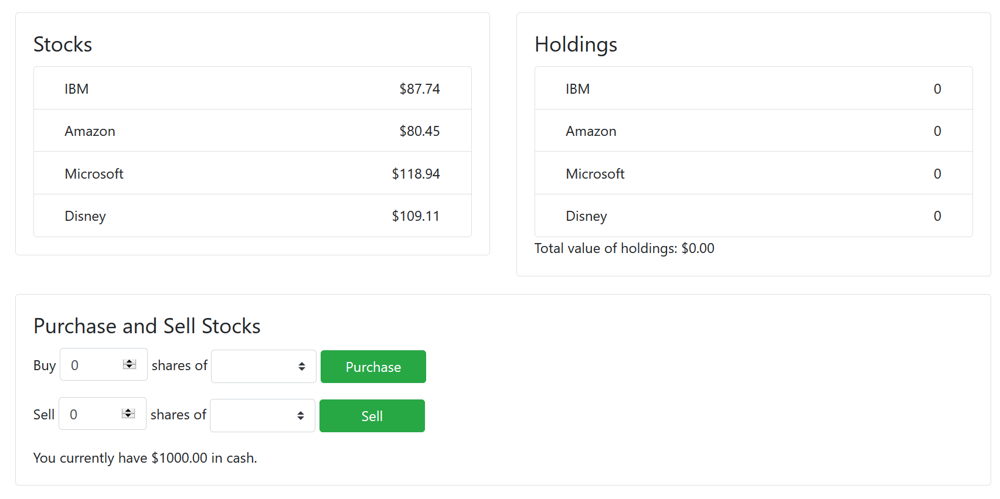 Stocks
IBM $87.74
Amazon $80.45
Microsoft $118.94
Disney $109.11
Holdings
IBM 0
Amazon 0
Microsoft 0
Disney 0
Total value of holdings: $0.00
Purchase and Sell Stocks
Buy 0 shares of Purchase
Sell 0 shares of Sell
You currently have $1000.00 in cash.